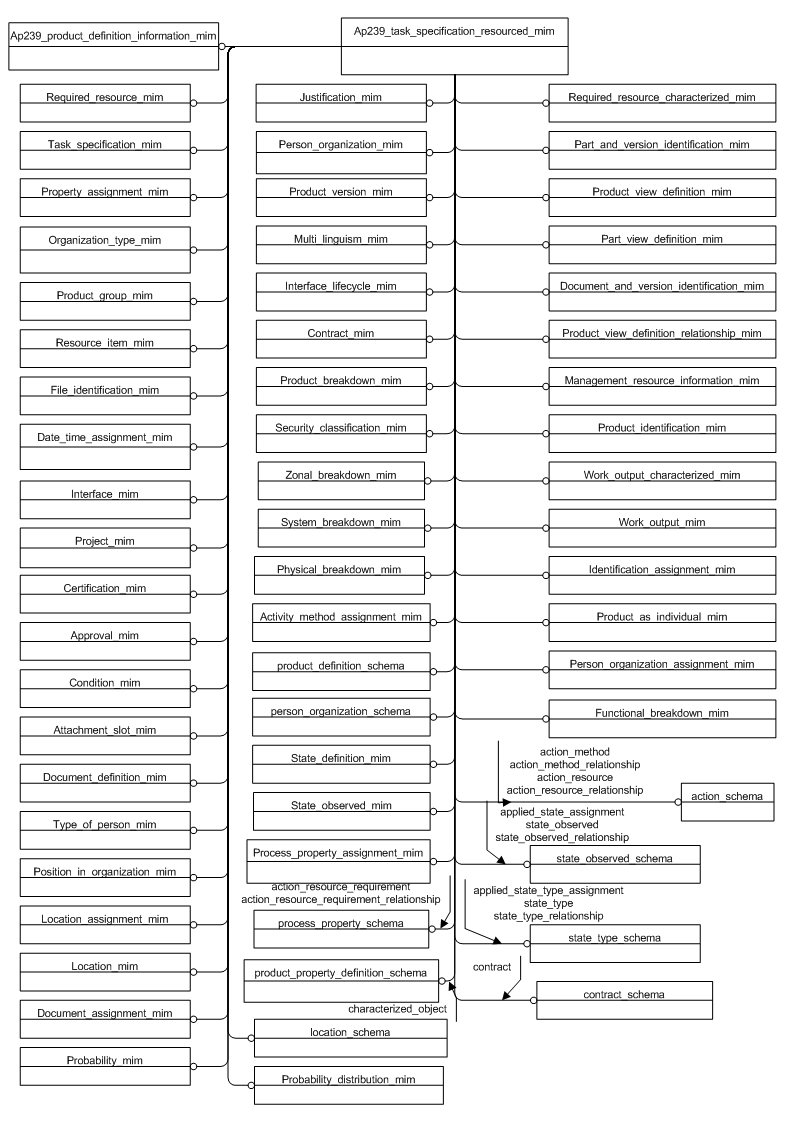 Ap239_product_definition_information_mim
Ap239_task_specification_resourced_mim
Required_resource_mim
Task_specification_mim
Property_assignment_mim
Organization_type_mim
Product_group_mim
Resource_item_mim
File_identification_mim
Date_time_assignment_mim
Interface_mim
Project_mim
Certification_mim
Approval_mim
Condition_mim
Attachment_slot_mim
Document_definition_mim
Type_of_person_mim
Position_in_organization_mim
Location_assignment_mim
Location_mim
Document_assignment_mim
Probability_mim
Justification_mim
Person_organization_mim
Product_version_mim
Multi_linguism_mim
Interface_lifecycle_mim
Contract_mim
Product_breakdown_mim
Security_classification_mim
Zonal_breakdown_mim
System_breakdown_mim
Physical_breakdown_mim
Activity_method_assignment_mim
product_definition_schema
person_organization_schema
State_definition_mim
State_observed_mim
Process_property_assignment_mim
action_resource_requirement
action_resource_requirement_relationship
process_property_schema
product_property_definition_schema
characterized_object
location_schema
Probability_distribution_mim
Required_resource_characterized_mim
Part_and_version_identification_mim
Product_view_definition_mim
Part_view_definition_mim
Document_and_version_identification_mim
Product_view_definition_relationship_mim
Management_resource_information_mim
Product_identification_mim
Work_output_characterized_mim
Work_output_mim
Identification_assignment_mim
Product_as_individual_mim
Person_organization_assignment_mim
Functional_breakdown_mim
action_method
action_method_relationship
action_resource
action_resource_relationship
action_schema
applied_state_assignment
state_observed
state_observed_relationship
state_observed_schema
applied_state_type_assignment
state_type
state_type_relationship
state_type_schema
contract
contract_schema